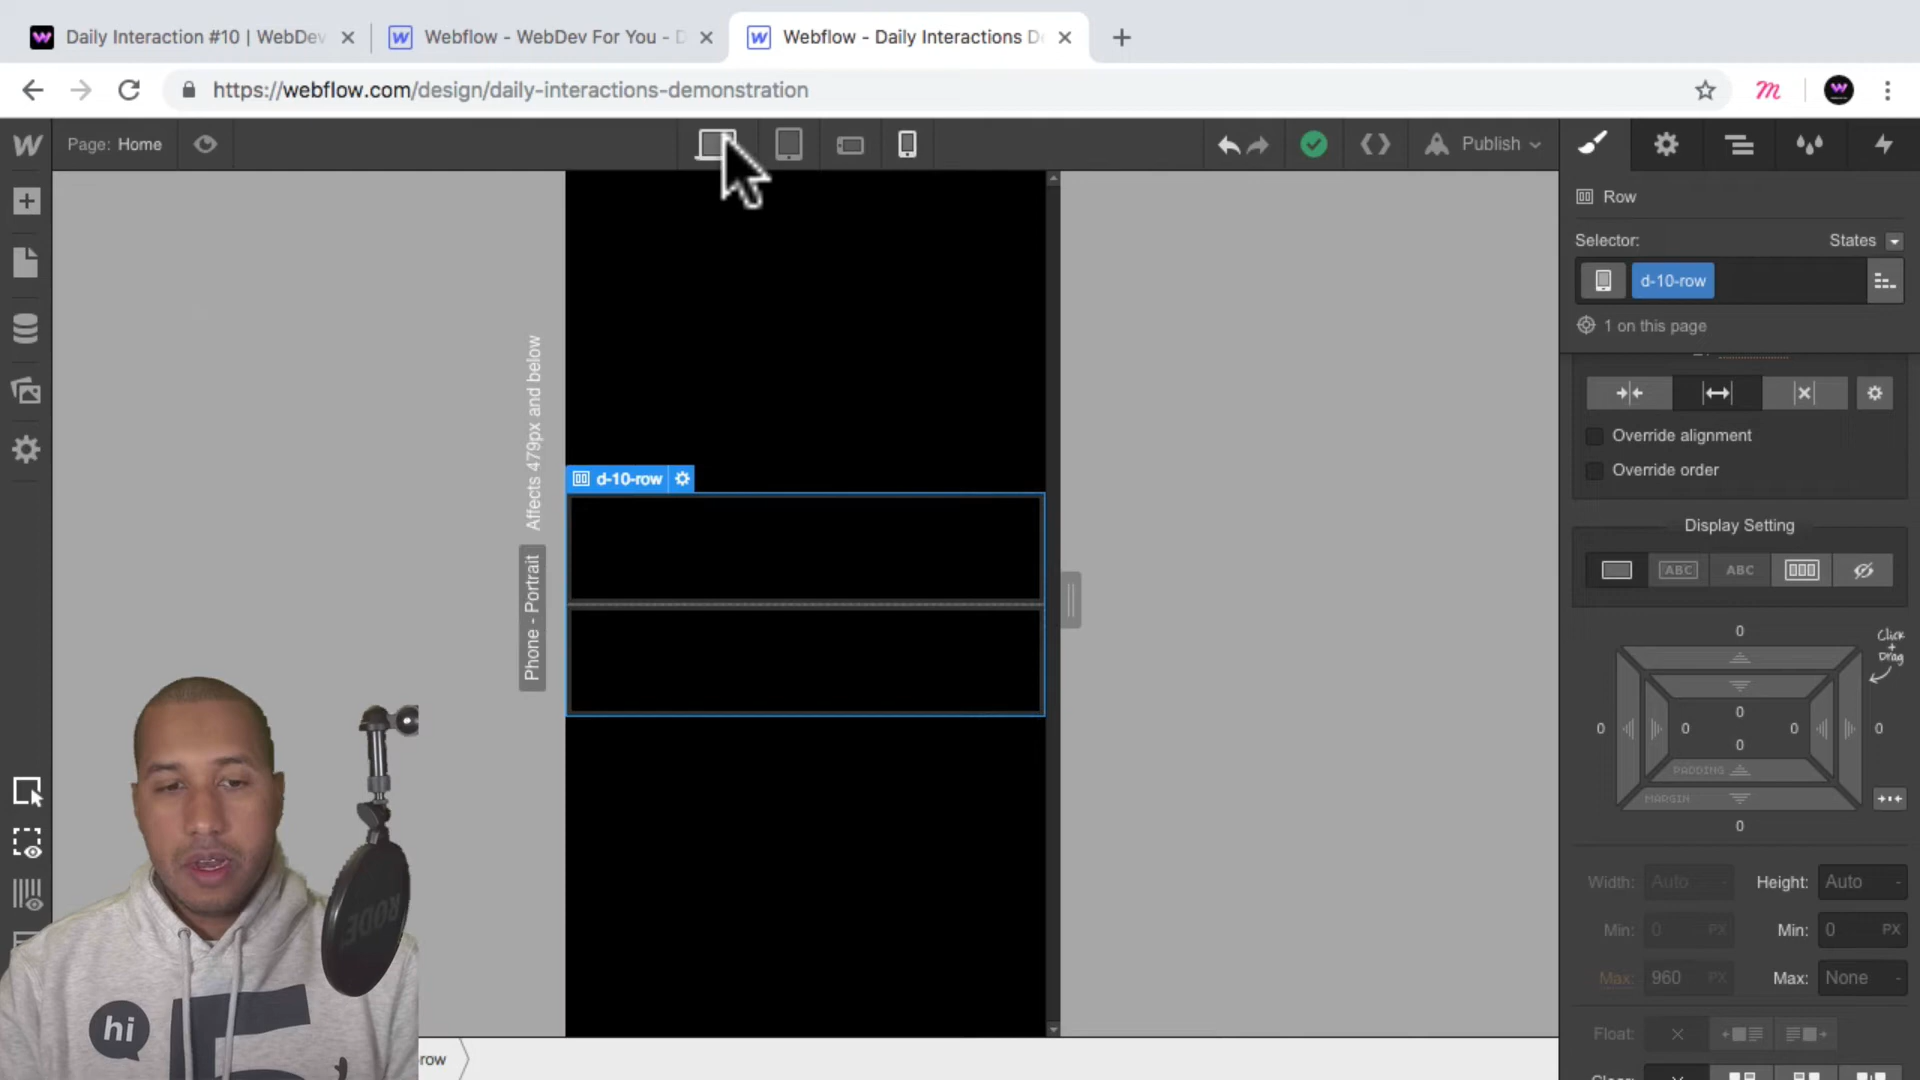 Daily Interaction #10 | WebDev
Webflow - WebDev For You - D
Webflow - Daily Interactions De
https://webflow.com/design/daily-interactions-demonstration
Page: Home
Publish
Row
Selector:
States
d-10-row
1 on this page
Override alignment
Override order
Display Setting
ABC
ABC
0
Click
+
Drag
0
0
0
0
0
0
PADDING
MARGIN
0
Width:
Auto
-
Height:
Auto
-
Min:
0
PX
Min:
0
PX
Max:
960
PX
Max:
None
-
Float:
Affects 479px and below
Phone - Portrait
d-10-row
hi
RODE
row